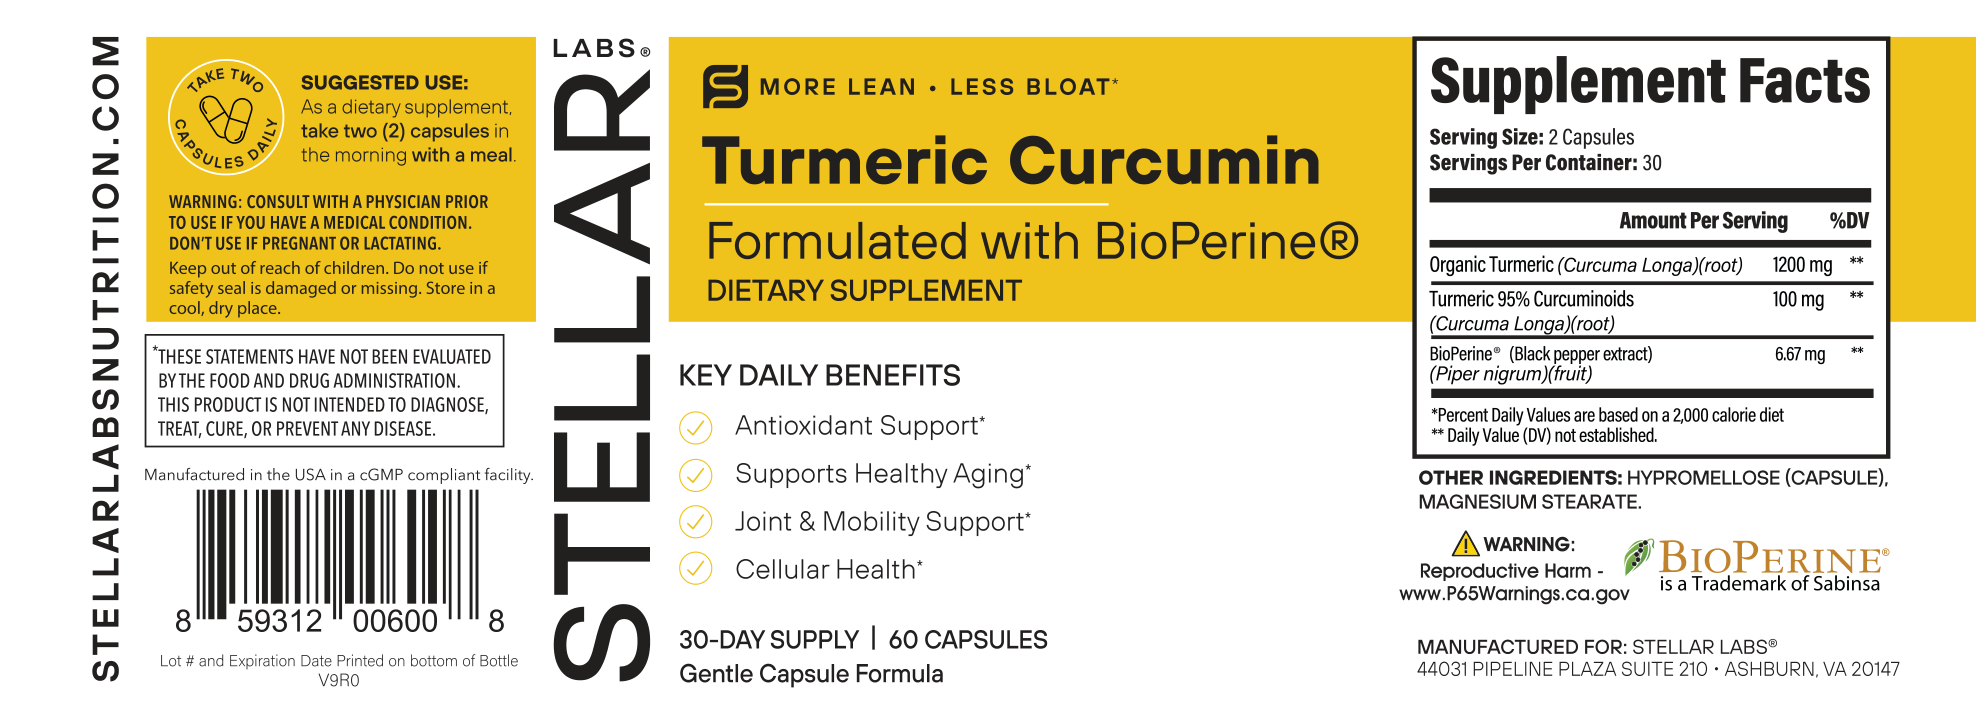 STELLARLABSNUTRITION.COM
TAKE TWO
CAPSULES DAILY
SUGGESTED USE:
As a dietary supplement,
take two (2) capsules in
the morning with a meal.
WARNING: CONSULT WITH A PHYSICIAN PRIOR
TO USE IF YOU HAVE A MEDICAL CONDITION.
DON'T USE IF PREGNANT OR LACTATING.
Keep out of reach of children. Do not use if
safety seal is damaged or missing. Store in a
cool, dry place.
*THESE STATEMENTS HAVE NOT BEEN EVALUATED
BY THE FOOD AND DRUG ADMINISTRATION.
THIS PRODUCT IS NOT INTENDED TO DIAGNOSE,
TREAT, CURE, OR PREVENT ANY DISEASE.
Manufactured in the USA in a cGMP compliant facility.
8 59312 00600 8
Lot # and Expiration Date Printed on bottom of Bottle
V9R0
STELLAR
LABS®
MORE LEAN • LESS BLOAT*
Turmeric Curcumin
Formulated with BioPerine®
DIETARY SUPPLEMENT
KEY DAILY BENEFITS
Antioxidant Support*
Supports Healthy Aging*
Joint & Mobility Support*
Cellular Health*
30-DAY SUPPLY | 60 CAPSULES
Gentle Capsule Formula
Supplement Facts
Serving Size: 2 Capsules
Servings Per Container: 30
Amount Per Serving %DV
Organic Turmeric (Curcuma Longa)(root) 1200 mg **
Turmeric 95% Curcuminoids 100 mg **
(Curcuma Longa)(root)
BioPerine® (Black pepper extract) 6.67 mg **
(Piper nigrum)(fruit)
*Percent Daily Values are based on a 2,000 calorie diet
** Daily Value (DV) not established.
OTHER INGREDIENTS: HYPROMELLOSE (CAPSULE),
MAGNESIUM STEARATE.
WARNING:
Reproductive Harm -
www.P65Warnings.ca.gov
BIOPERINE®
is a Trademark of Sabinsa
MANUFACTURED FOR: STELLAR LABS®
44031 PIPELINE PLAZA SUITE 210 • ASHBURN, VA 20147